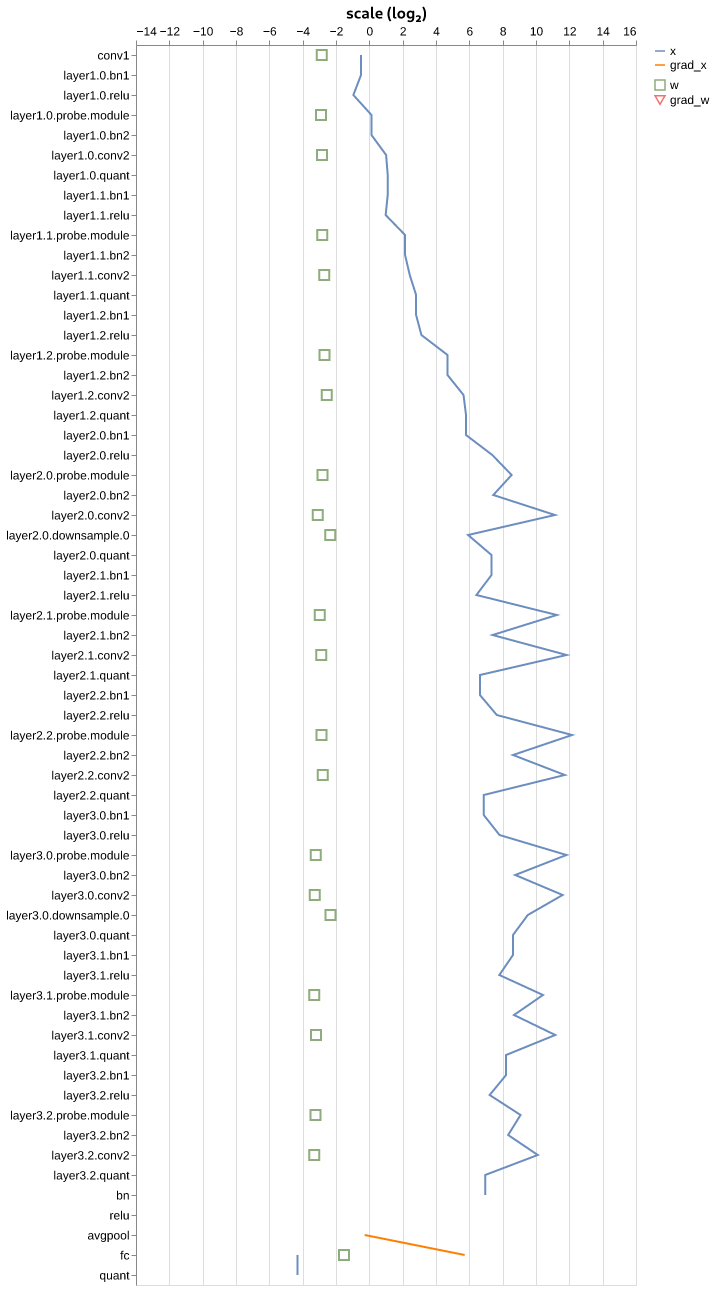 scale (log₂)
−14 −12 −10 −8 −6 −4 −2 0 2 4 6 8 10 12 14 16
x
grad_x
w
grad_w
conv1
layer1.0.bn1
layer1.0.relu
layer1.0.probe.module
layer1.0.bn2
layer1.0.conv2
layer1.0.quant
layer1.1.bn1
layer1.1.relu
layer1.1.probe.module
layer1.1.bn2
layer1.1.conv2
layer1.1.quant
layer1.2.bn1
layer1.2.relu
layer1.2.probe.module
layer1.2.bn2
layer1.2.conv2
layer1.2.quant
layer2.0.bn1
layer2.0.relu
layer2.0.probe.module
layer2.0.bn2
layer2.0.conv2
layer2.0.downsample.0
layer2.0.quant
layer2.1.bn1
layer2.1.relu
layer2.1.probe.module
layer2.1.bn2
layer2.1.conv2
layer2.1.quant
layer2.2.bn1
layer2.2.relu
layer2.2.probe.module
layer2.2.bn2
layer2.2.conv2
layer2.2.quant
layer3.0.bn1
layer3.0.relu
layer3.0.probe.module
layer3.0.bn2
layer3.0.conv2
layer3.0.downsample.0
layer3.0.quant
layer3.1.bn1
layer3.1.relu
layer3.1.probe.module
layer3.1.bn2
layer3.1.conv2
layer3.1.quant
layer3.2.bn1
layer3.2.relu
layer3.2.probe.module
layer3.2.bn2
layer3.2.conv2
layer3.2.quant
bn
relu
avgpool
fc
quant